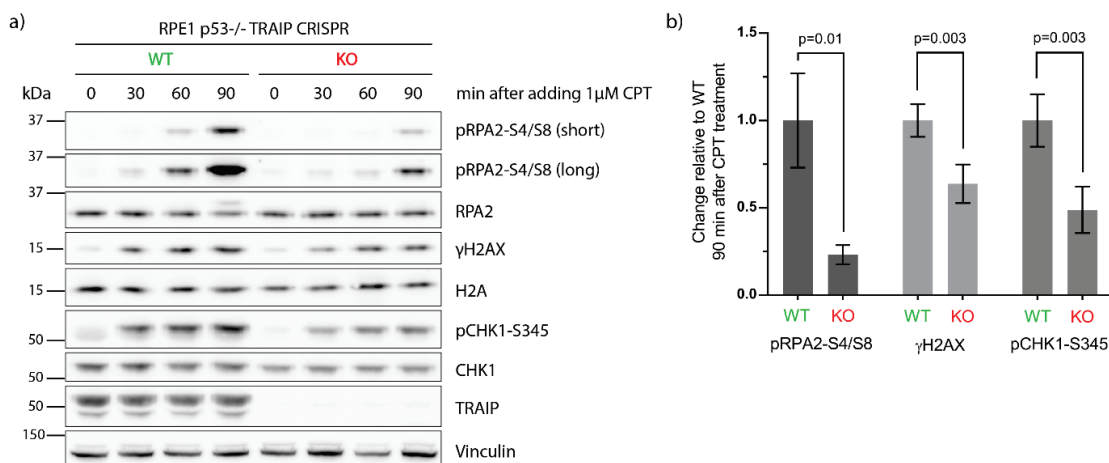 a)
RPE1 p53-/- TRAIP CRISPR
WT KO
kDa 0 30 60 90 0 30 60 90 min after adding 1µM CPT
37 pRPA2-S4/S8 (short)
37 pRPA2-S4/S8 (long)
37 RPA2
15 γH2AX
15 H2A
50 pCHK1-S345
50 CHK1
50 TRAIP
150 Vinculin
b)
Change relative to WT
90 min after CPT treatment
1.5
1.0
0.5
0.0
p=0.01 p=0.003 p=0.003
WT KO WT KO WT KO
pRPA2-S4/S8 γH2AX pCHK1-S345